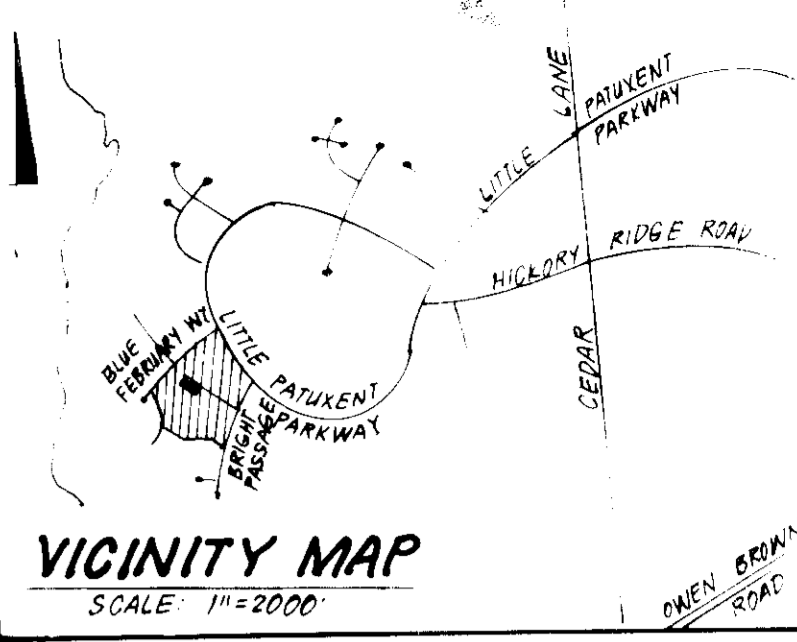 LITTLE PATUXENT
PARKWAY
CEDAR LANE
HICKORY RIDGE ROAD
BLUE
FEBRUARY WY
LITTLE PATUXENT
PARKWAY
BRIGHT
PASSAGE
OWEN BROWN
ROAD
VICINITY MAP
SCALE: 1"=2000'